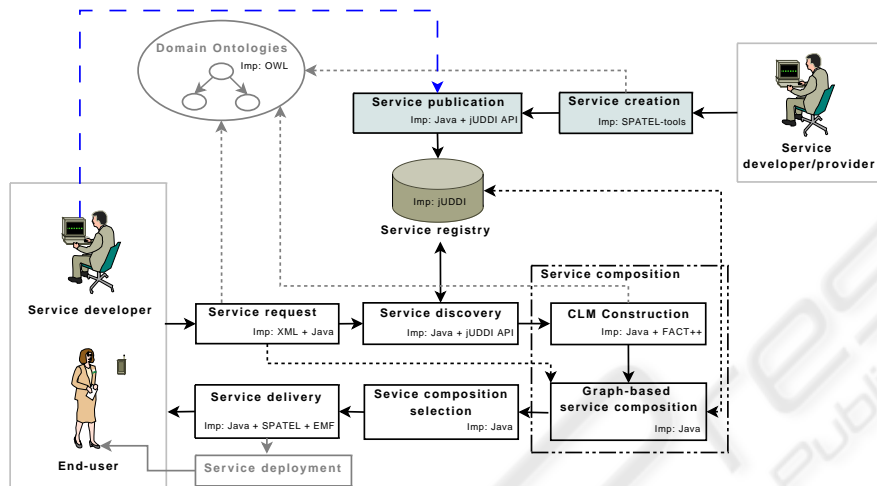 Domain Ontologies
Imp: OWL
Service publication
Imp: Java + jUDDI API
Service creation
Imp: SPATEL-tools
Service
developer/provider
Imp: jUDDI
Service registry
Service composition
Service developer
Service request
Imp: XML + Java
Service discovery
Imp: Java + jUDDI API
CLM Construction
Imp: Java + FACT++
Service delivery
Imp: Java + SPATEL + EMF
Sevice composition
selection
Imp: Java
Graph-based
service composition
Imp: Java
End-user
Service deployment